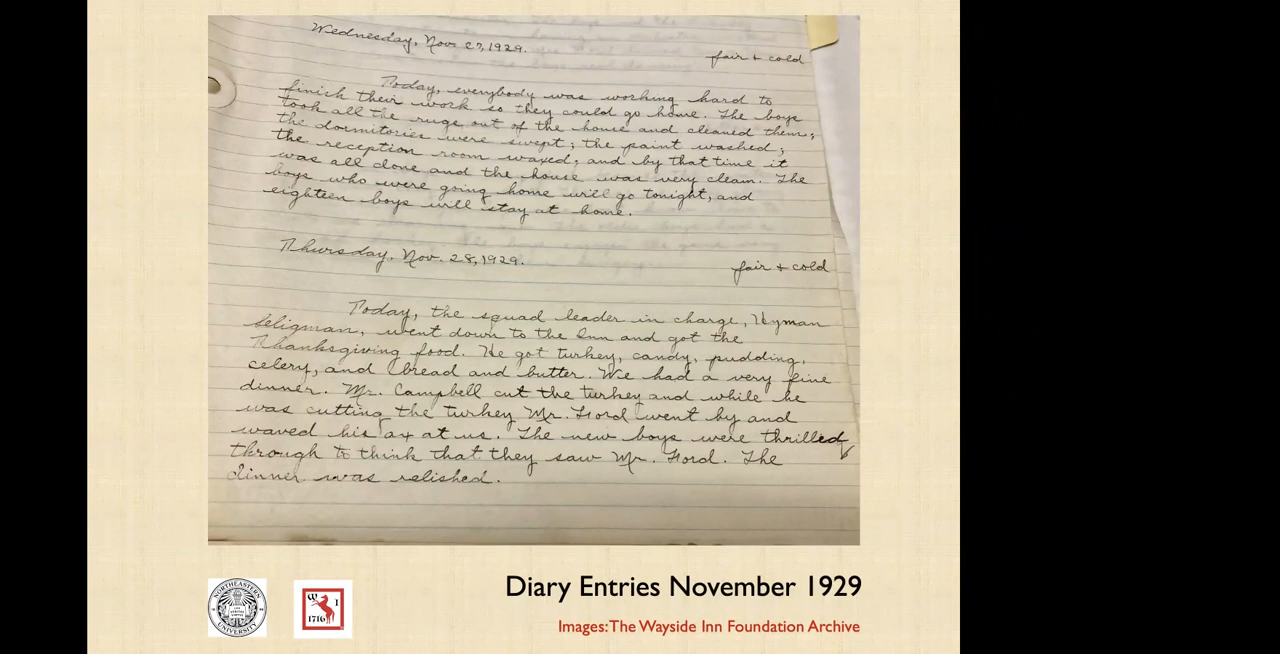 Wednesday, Nov. 27, 1929.
fair + cold
Today, everybody was working hard to
finish their work so they could go home. The boys
took all the rugs out of the house and cleaned them;
the dormitories were swept; the paint washed;
the reception room waxed; and by that time it
was all done and the house was very clean. The
boys who were going home will go tonight, and
eighteen boys will stay at home.
Thursday, Nov. 28, 1929.
fair + cold
Today, the squad leader in charge, Hyman
Seligman, went down to the Inn and got the
Thanksgiving food. He got turkey, candy, pudding,
celery, and bread and butter. We had a very fine
dinner. Mr. Campbell cut the turkey and while he
was cutting the turkey Mr. Ford went by and
waved his ax at us. The new boys were thrilled
through to think that they saw Mr. Ford. The
dinner was relished.
NORTHEASTERN
UNIVERSITY
W I
1716
Diary Entries November 1929
Images: The Wayside Inn Foundation Archive